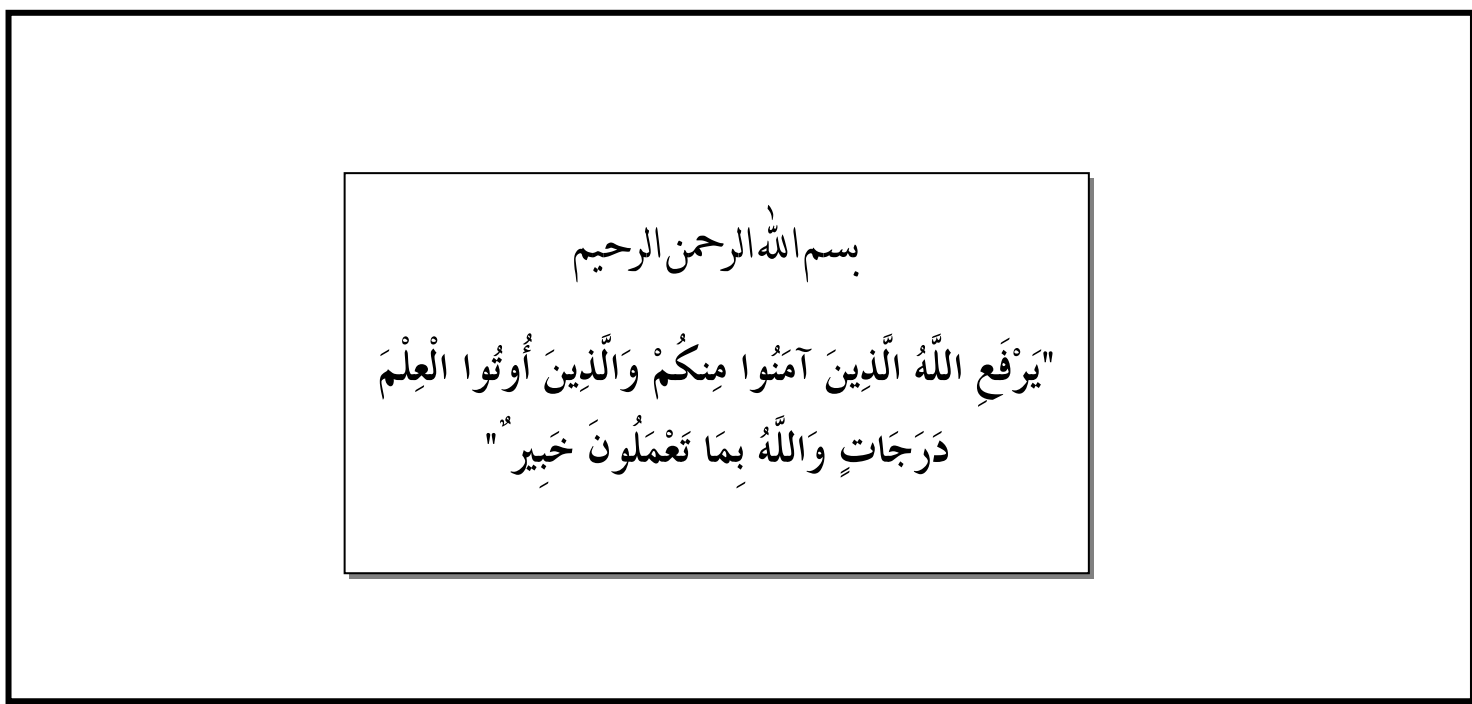 بسم الله الرحمن الرحيم
"يَرْفَعِ اللَّهُ الَّذِينَ آمَنُوا مِنكُمْ وَالَّذِينَ أُوتُوا الْعِلْمَ
دَرَجَاتٍ وَاللَّهُ بِمَا تَعْمَلُونَ خَبِيرٌ"